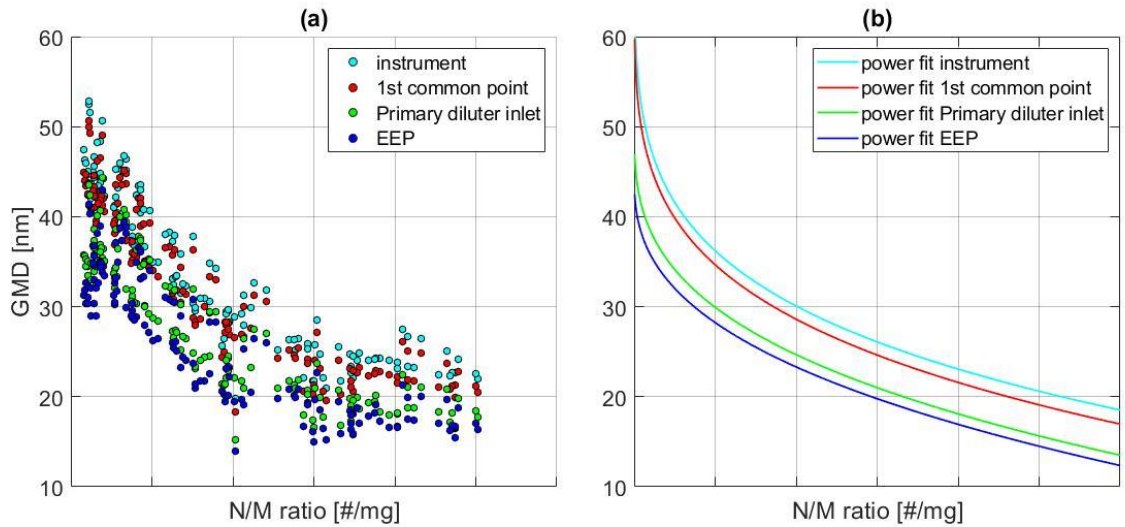 (a)
60
50
40
30
20
10
GMD [nm]
instrument
1st common point
Primary diluter inlet
EEP
N/M ratio [#/mg]
(b)
60
50
40
30
20
10
power fit instrument
power fit 1st common point
power fit Primary diluter inlet
power fit EEP
N/M ratio [#/mg]